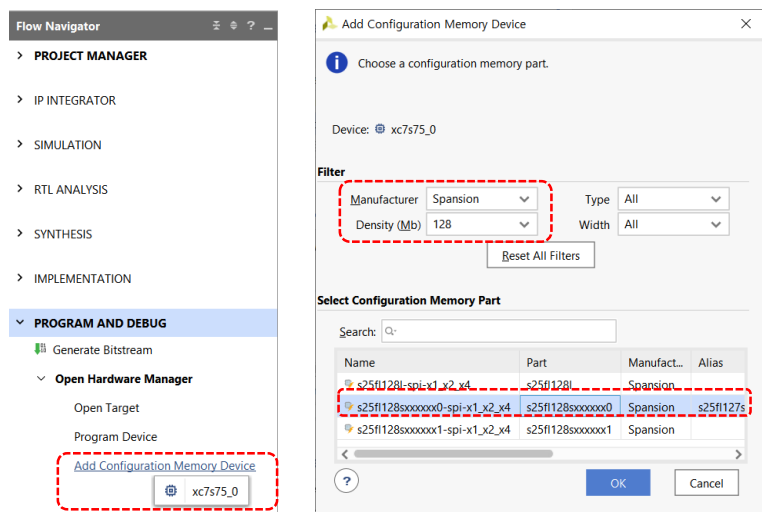 Flow Navigator
?
PROJECT MANAGER
IP INTEGRATOR
SIMULATION
RTL ANALYSIS
SYNTHESIS
IMPLEMENTATION
PROGRAM AND DEBUG
Generate Bitstream
Open Hardware Manager
Open Target
Program Device
Add Configuration Memory Device
xc7s75_0
Add Configuration Memory Device
Choose a configuration memory part.
Device: xc7s75_0
Filter
Manufacturer Spansion Type All
Density (Mb) 128 Width All
Reset All Filters
Select Configuration Memory Part
Search:
Name Part Manufact... Alias
s25fl128l-spi-x1_x2_x4 s25fl128l Spansion
s25fl128sxxxxxx0-spi-x1_x2_x4 s25fl128sxxxxxx0 Spansion s25fl127s
s25fl128sxxxxxx1-spi-x1_x2_x4 s25fl128sxxxxxx1 Spansion
? OK Cancel